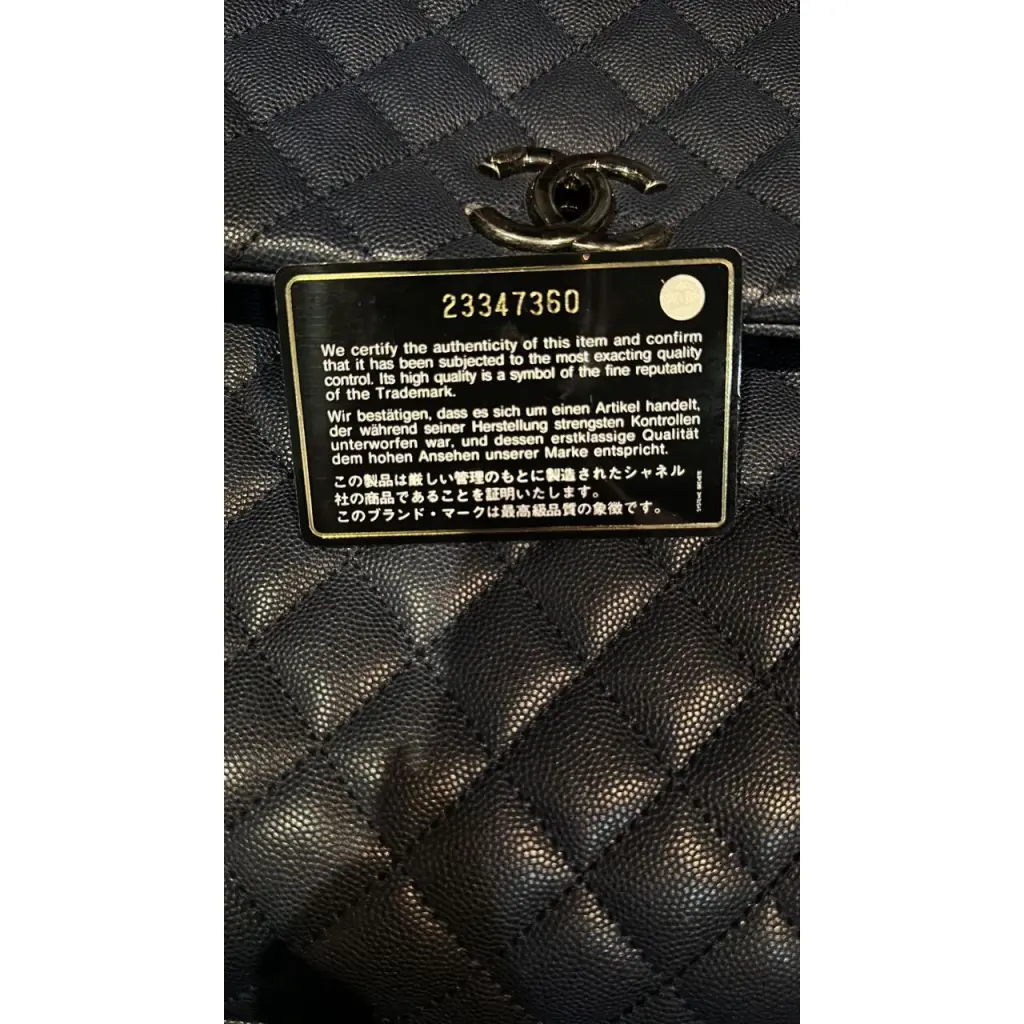 23347360
We certify the authenticity of this item and confirm
that it has been subjected to the most exacting quality
control. Its high quality is a symbol of the fine reputation
of the Trademark.
Wir bestätigen, dass es sich um einen Artikel handelt,
der während seiner Herstellung strengsten Kontrollen
unterworfen war, und dessen erstklassige Qualität
dem hohen Ansehen unserer Marke entspricht.
この製品は厳しい管理のもとに製造されたシャネル
社の商品であることを証明いたします。
このブランド・マークは最高級品質の象徴です。